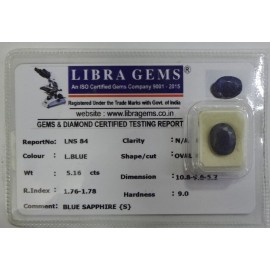 LIBRA GEMS
An ISO Certified Gems Company 9001 - 2015
Registered Under the Trade Marks with Govt. of India
website : www.libragems.co.in
GEMS & DIAMOND CERTIFIED TESTING REPORT
ReportNo: LNS 84 Clarity N/A
Colour : L.BLUE Shape/cut : OVAL
Wt : 5.16 cts Dimension :
R.Index : 1.76-1.78 Hardness : 9.0
Comment: BLUE SAPPHIRE {S}